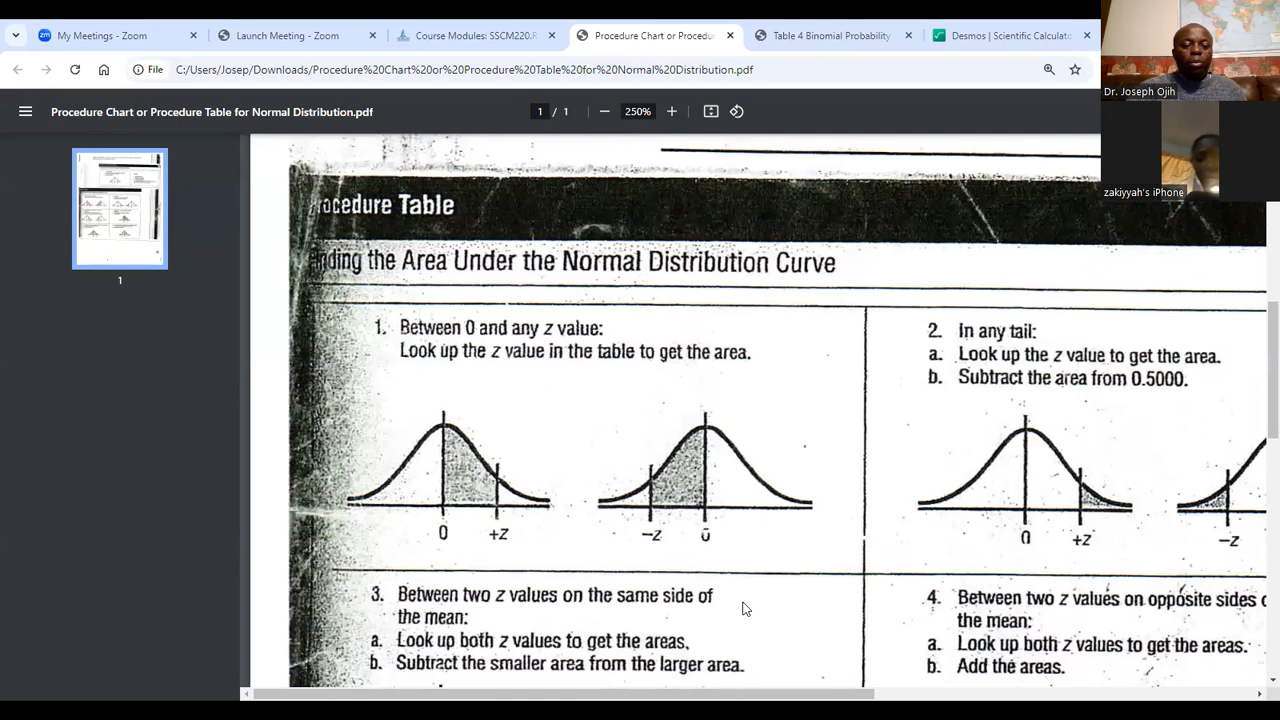 My Meetings - Zoom
Launch Meeting - Zoom
Course Modules: SSCM220.
Procedure Chart or Procedur
Table 4 Binomial Probability
Desmos | Scientific Calculato
File
C:/Users/Josep/Downloads/Procedure%20Chart%20or%20Procedure%20Table%20for%20Normal%20Distribution.pdf
Dr. Joseph Ojih
zakiyyah's iPhone
Procedure Chart or Procedure Table for Normal Distribution.pdf
1 / 1
250%
1
rocedure Table
nding the Area Under the Normal Distribution Curve
1. Between 0 and any z value:
Look up the z value in the table to get the area.
0 +z
-z 0
2. In any tail:
a. Look up the z value to get the area.
b. Subtract the area from 0.5000.
0 +z
-z
3. Between two z values on the same side of
the mean:
a. Look up both z values to get the areas.
b. Subtract the smaller area from the larger area.
4. Between two z values on opposite sides o
the mean:
a. Look up both z values to get the areas.
b. Add the areas.